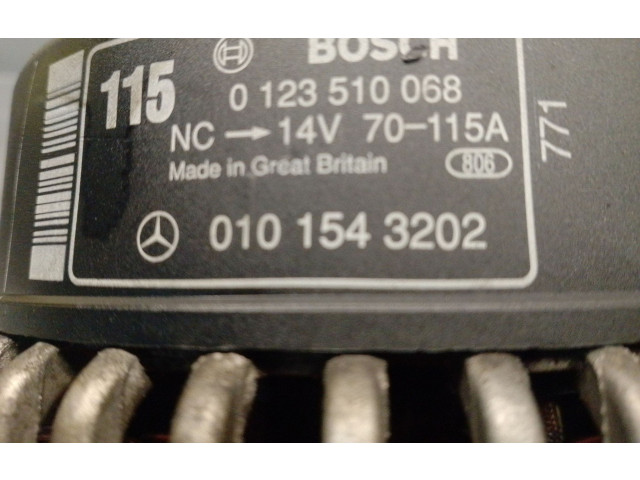 115
BOSCH
0 123 510 068
NC → 14V 70-115A
Made in Great Britain
806
010 154 3202
771